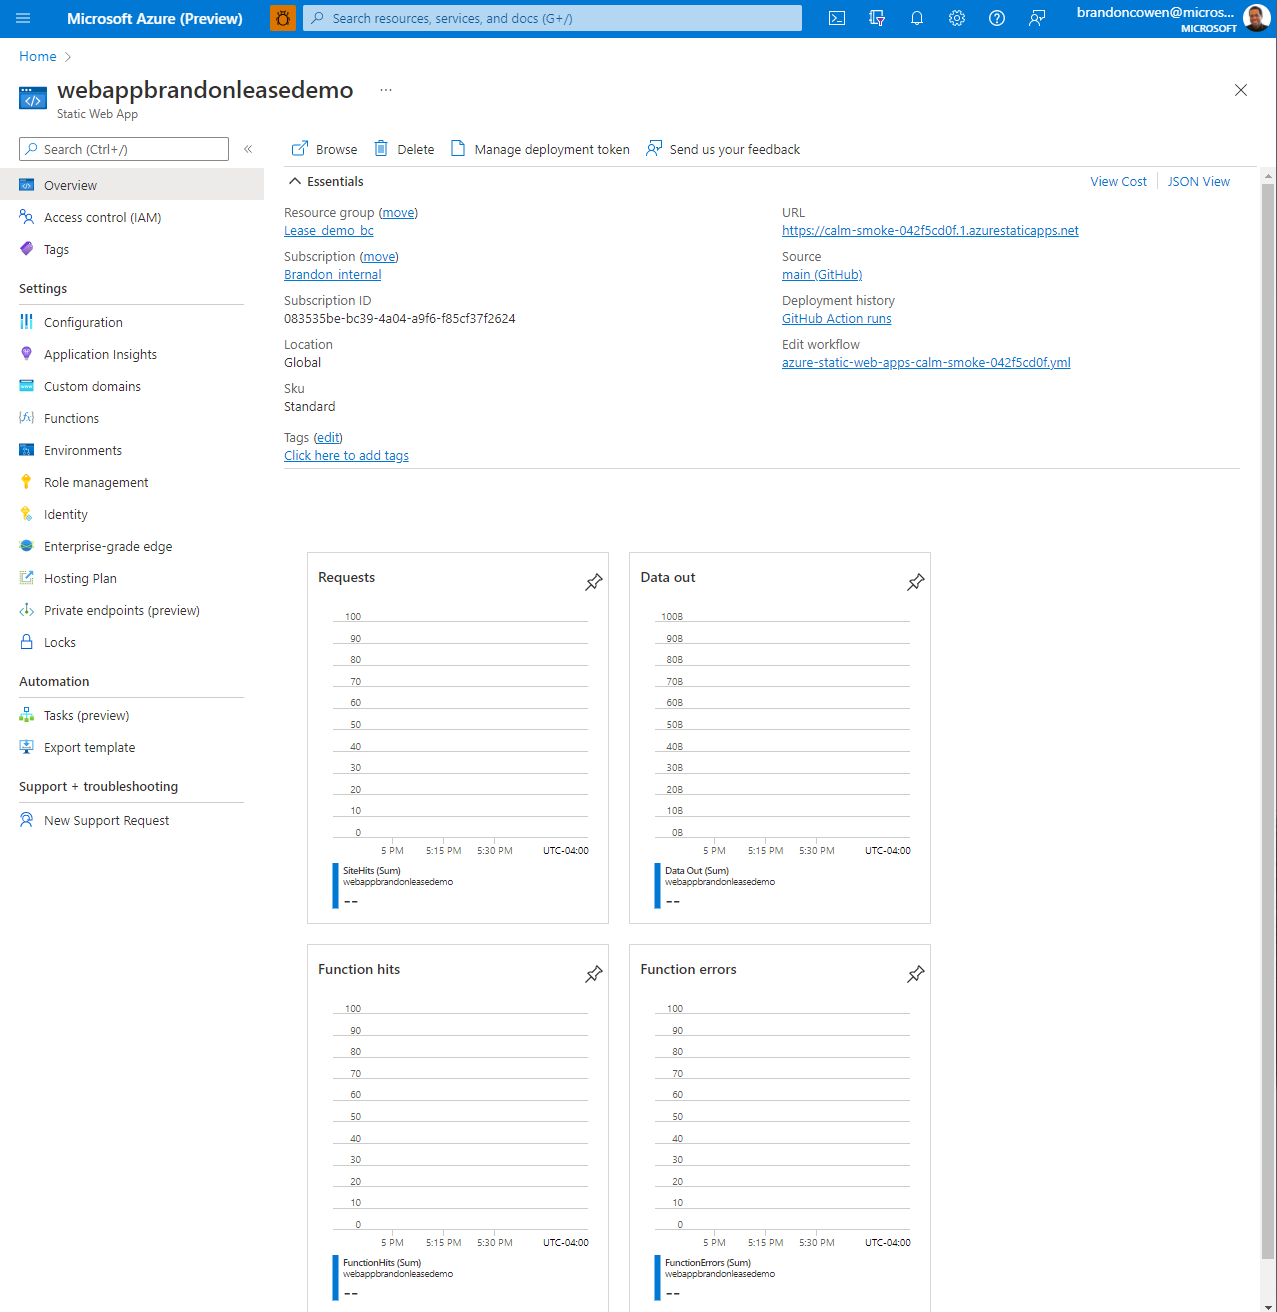 Microsoft Azure (Preview)
Search resources, services, and docs (G+/)
brandoncowen@micros...
MICROSOFT
Home
webappbrandonleasedemo
...
Static Web App
Search (Ctrl+/)
«
Browse
Delete
Manage deployment token
Send us your feedback
Overview
Access control (IAM)
Tags
Settings
Configuration
Application Insights
Custom domains
Functions
Environments
Role management
Identity
Enterprise-grade edge
Hosting Plan
Private endpoints (preview)
Locks
Automation
Tasks (preview)
Export template
Support + troubleshooting
New Support Request
Essentials
View Cost
JSON View
Resource group (move)
Lease_demo_bc
Subscription (move)
Brandon_internal
Subscription ID
083535be-bc39-4a04-a9f6-f85cf37f2624
Location
Global
Sku
Standard
Tags (edit)
Click here to add tags
URL
https://calm-smoke-042f5cd0f.1.azurestaticapps.net
Source
main (GitHub)
Deployment history
GitHub Action runs
Edit workflow
azure-static-web-apps-calm-smoke-042f5cd0f.yml
Requests
100
90
80
70
60
50
40
30
20
10
0
5 PM 5:15 PM 5:30 PM UTC-04:00
SiteHits (Sum)
webappbrandonleasedemo
--
Data out
100B
90B
80B
70B
60B
50B
40B
30B
20B
10B
0B
5 PM 5:15 PM 5:30 PM UTC-04:00
Data Out (Sum)
webappbrandonleasedemo
--
Function hits
100
90
80
70
60
50
40
30
20
10
0
5 PM 5:15 PM 5:30 PM UTC-04:00
FunctionHits (Sum)
webappbrandonleasedemo
--
Function errors
100
90
80
70
60
50
40
30
20
10
0
5 PM 5:15 PM 5:30 PM UTC-04:00
FunctionErrors (Sum)
webappbrandonleasedemo
--